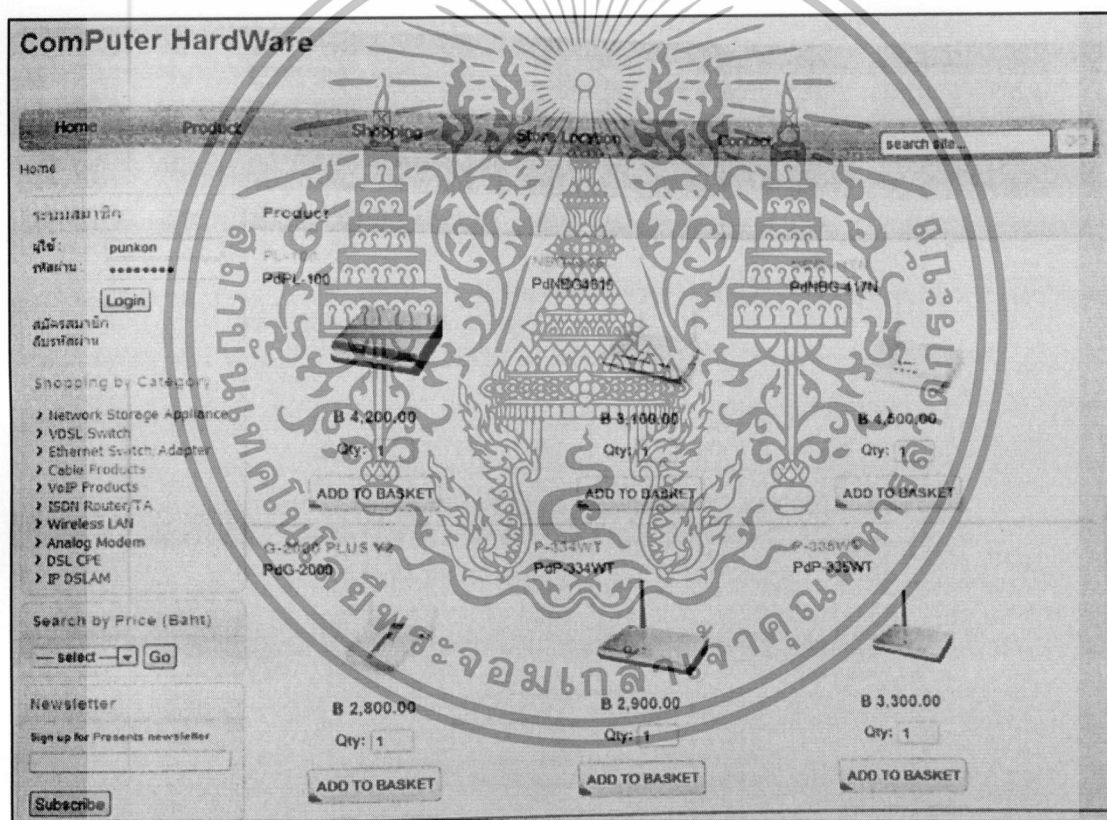 ComPuter HardWare
Home Product Shopping Store Location Contact search site... GO
Home
ระบบสมาชิก
ผู้ใช้ : punkon
รหัสผ่าน : ••••••••
Login
สมัครสมาชิก
ลืมรหัสผ่าน
Shopping by Category
Network Storage Appliance
VDSL Switch
Ethernet Switch/Adapter
Cable Products
VoIP Products
ISDN Router/TA
Wireless LAN
Analog Modem
DSL CPE
IP DSLAM
Search by Price (Baht)
--- select --- Go
Newsletter
Sign up for Presents newsletter
Subscribe
Product
PL-100
PdPL-100 PdNBG4615 PdNBG-417N
B 4,200.00 B 3,100.00 B 4,500.00
Qty: 1 Qty: 1 Qty: 1
ADD TO BASKET ADD TO BASKET ADD TO BASKET
G-2000 PLUS V2 P-334WT P-335WT
PdG-2000 PdP-334WT PdP-335WT
B 2,800.00 B 2,900.00 B 3,300.00
Qty: 1 Qty: 1 Qty: 1
ADD TO BASKET ADD TO BASKET ADD TO BASKET
สถาบันเทคโนโลยีพระจอมเกล้าเจ้าคุณทหารลาดกระบัง